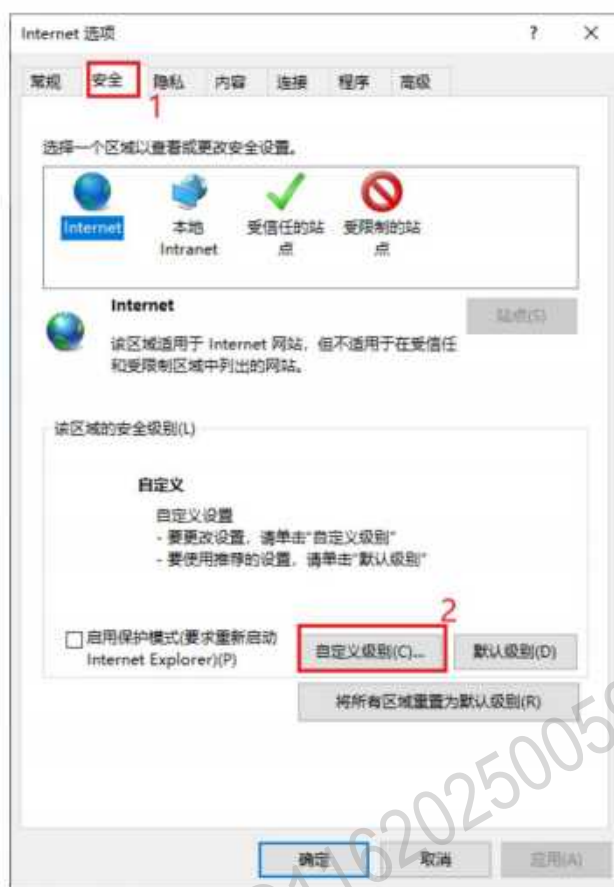 Internet 选项
?
×
常规 安全 隐私 内容 连接 程序 高级
1
选择一个区域以查看或更改安全设置。
Internet
本地
Intranet
受信任的站
点
受限制的站
点
Internet
站点(S)
该区域适用于 Internet 网站，但不适用于在受信任
和受限制区域中列出的网站。
该区域的安全级别(L)
自定义
自定义设置
- 要更改设置，请单击"自定义级别"
- 要使用推荐的设置，请单击"默认级别"
2
启用保护模式(要求重新启动
Internet Explorer)(P)
自定义级别(C)...
默认级别(D)
将所有区域重置为默认级别(R)
确定
取消
应用(A)